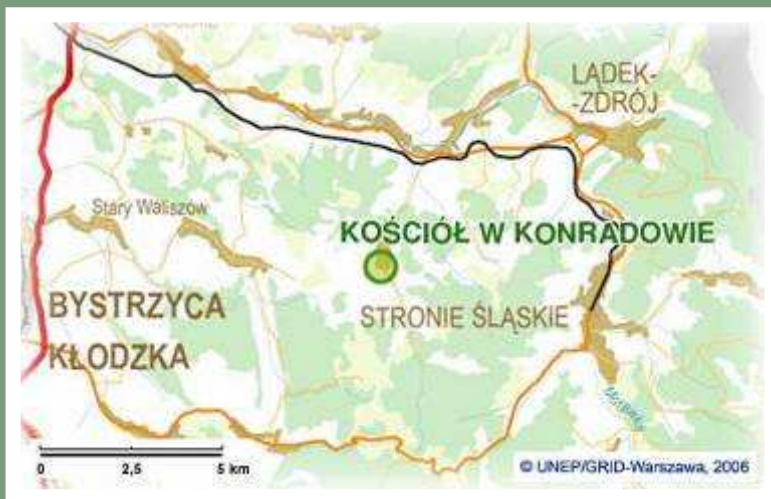 LĄDEK-
-ZDRÓJ
Stary Waliszów
KOŚCIÓŁ W KONRADOWIE
BYSTRZYCA
KŁODZKA
STRONIE ŚLĄSKIE
0 2,5 5 km
© UNEP/GRID-Warszawa, 2006